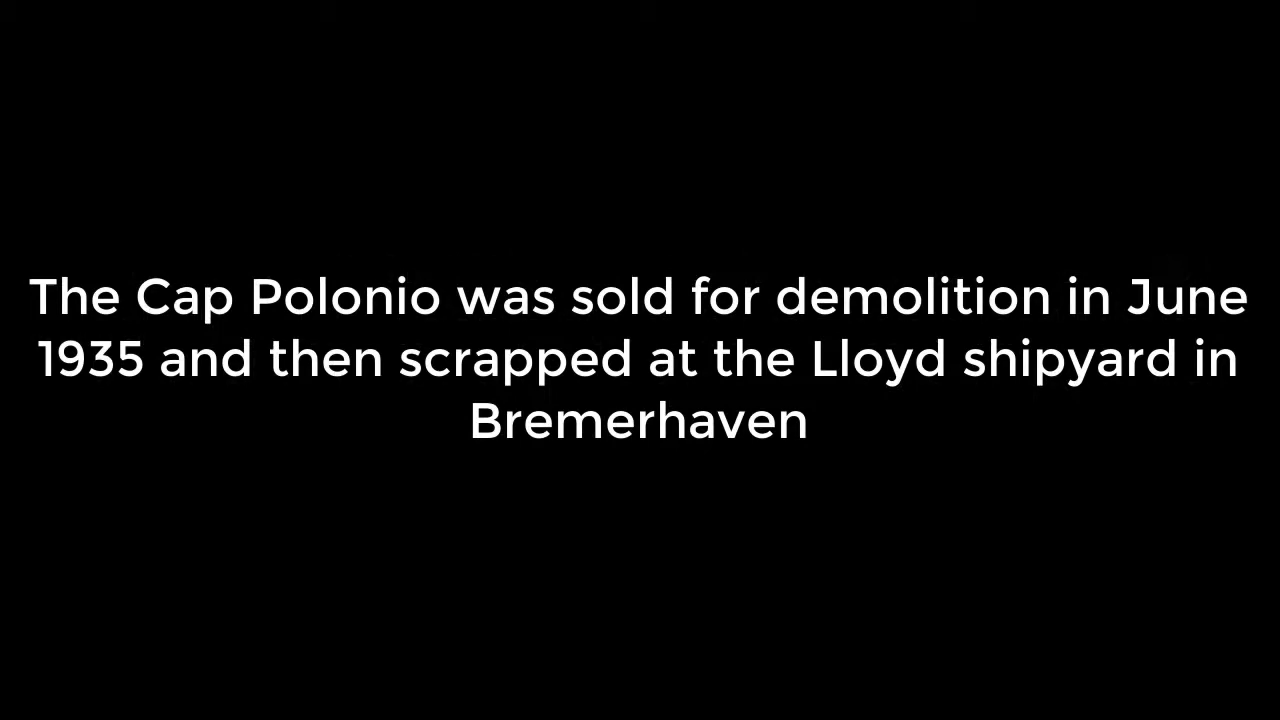 The Cap Polonio was sold for demolition in June
1935 and then scrapped at the Lloyd shipyard in
Bremerhaven